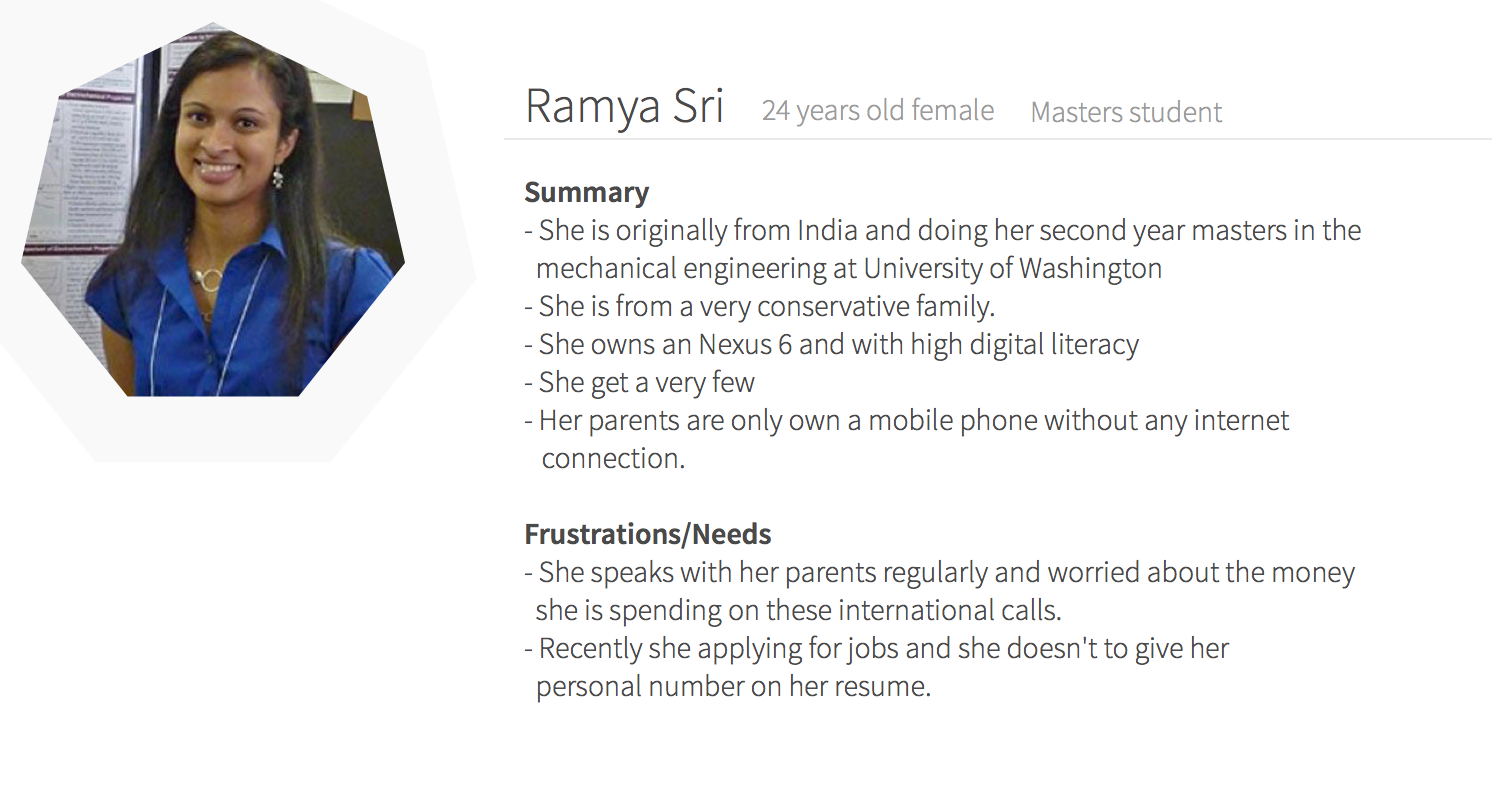 Ramya Sri 24 years old female Masters student
Summary
- She is originally from India and doing her second year masters in the
mechanical engineering at University of Washington
- She is from a very conservative family.
- She owns an Nexus 6 and with high digital literacy
- She get a very few
- Her parents are only own a mobile phone without any internet
connection.
Frustrations/Needs
- She speaks with her parents regularly and worried about the money
she is spending on these international calls.
- Recently she applying for jobs and she doesn't to give her
personal number on her resume.